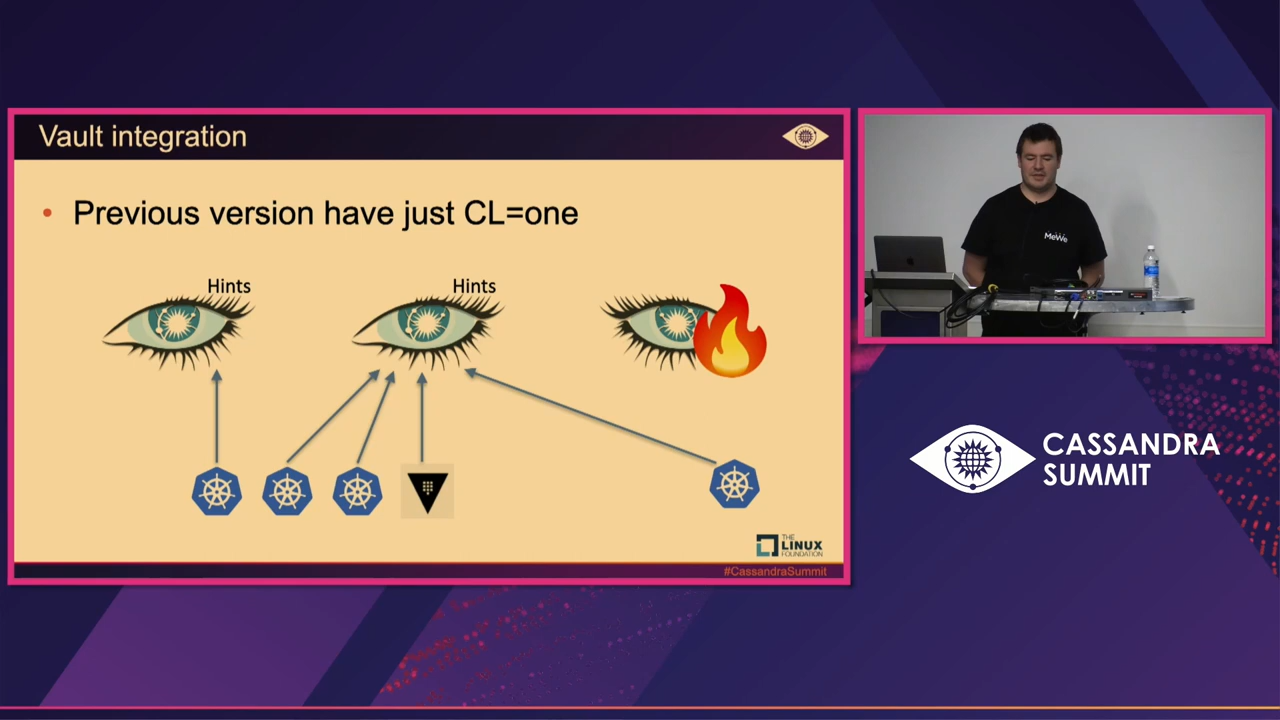 Vault integration
• Previous version have just CL=one
Hints
Hints
THE
LINUX
FOUNDATION
#CassandraSummit
MeWe
CASSANDRA
SUMMIT